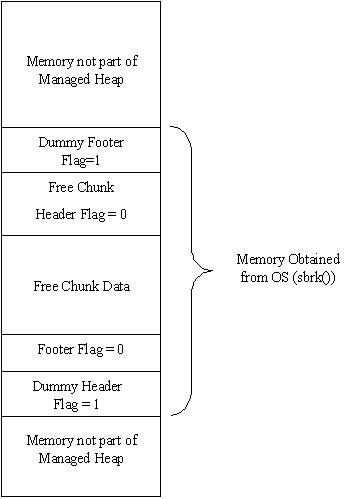 Memory not part of
Managed Heap
Dummy Footer
Flag=1
Free Chunk
Header Flag = 0
Free Chunk Data
Footer Flag = 0
Dummy Header
Flag = 1
Memory not part of
Managed Heap
Memory Obtained
from OS (sbrk())